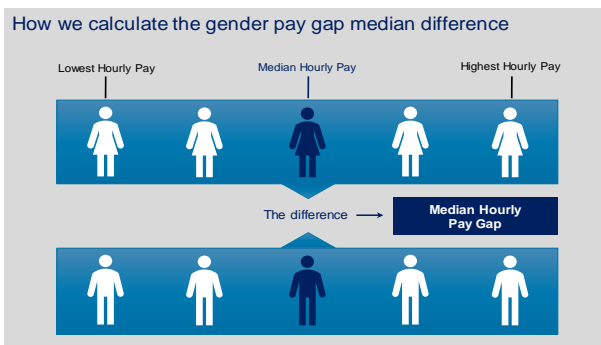 How we calculate the gender pay gap median difference
Lowest Hourly Pay
Median Hourly Pay
Highest Hourly Pay
The difference
Median Hourly
Pay Gap